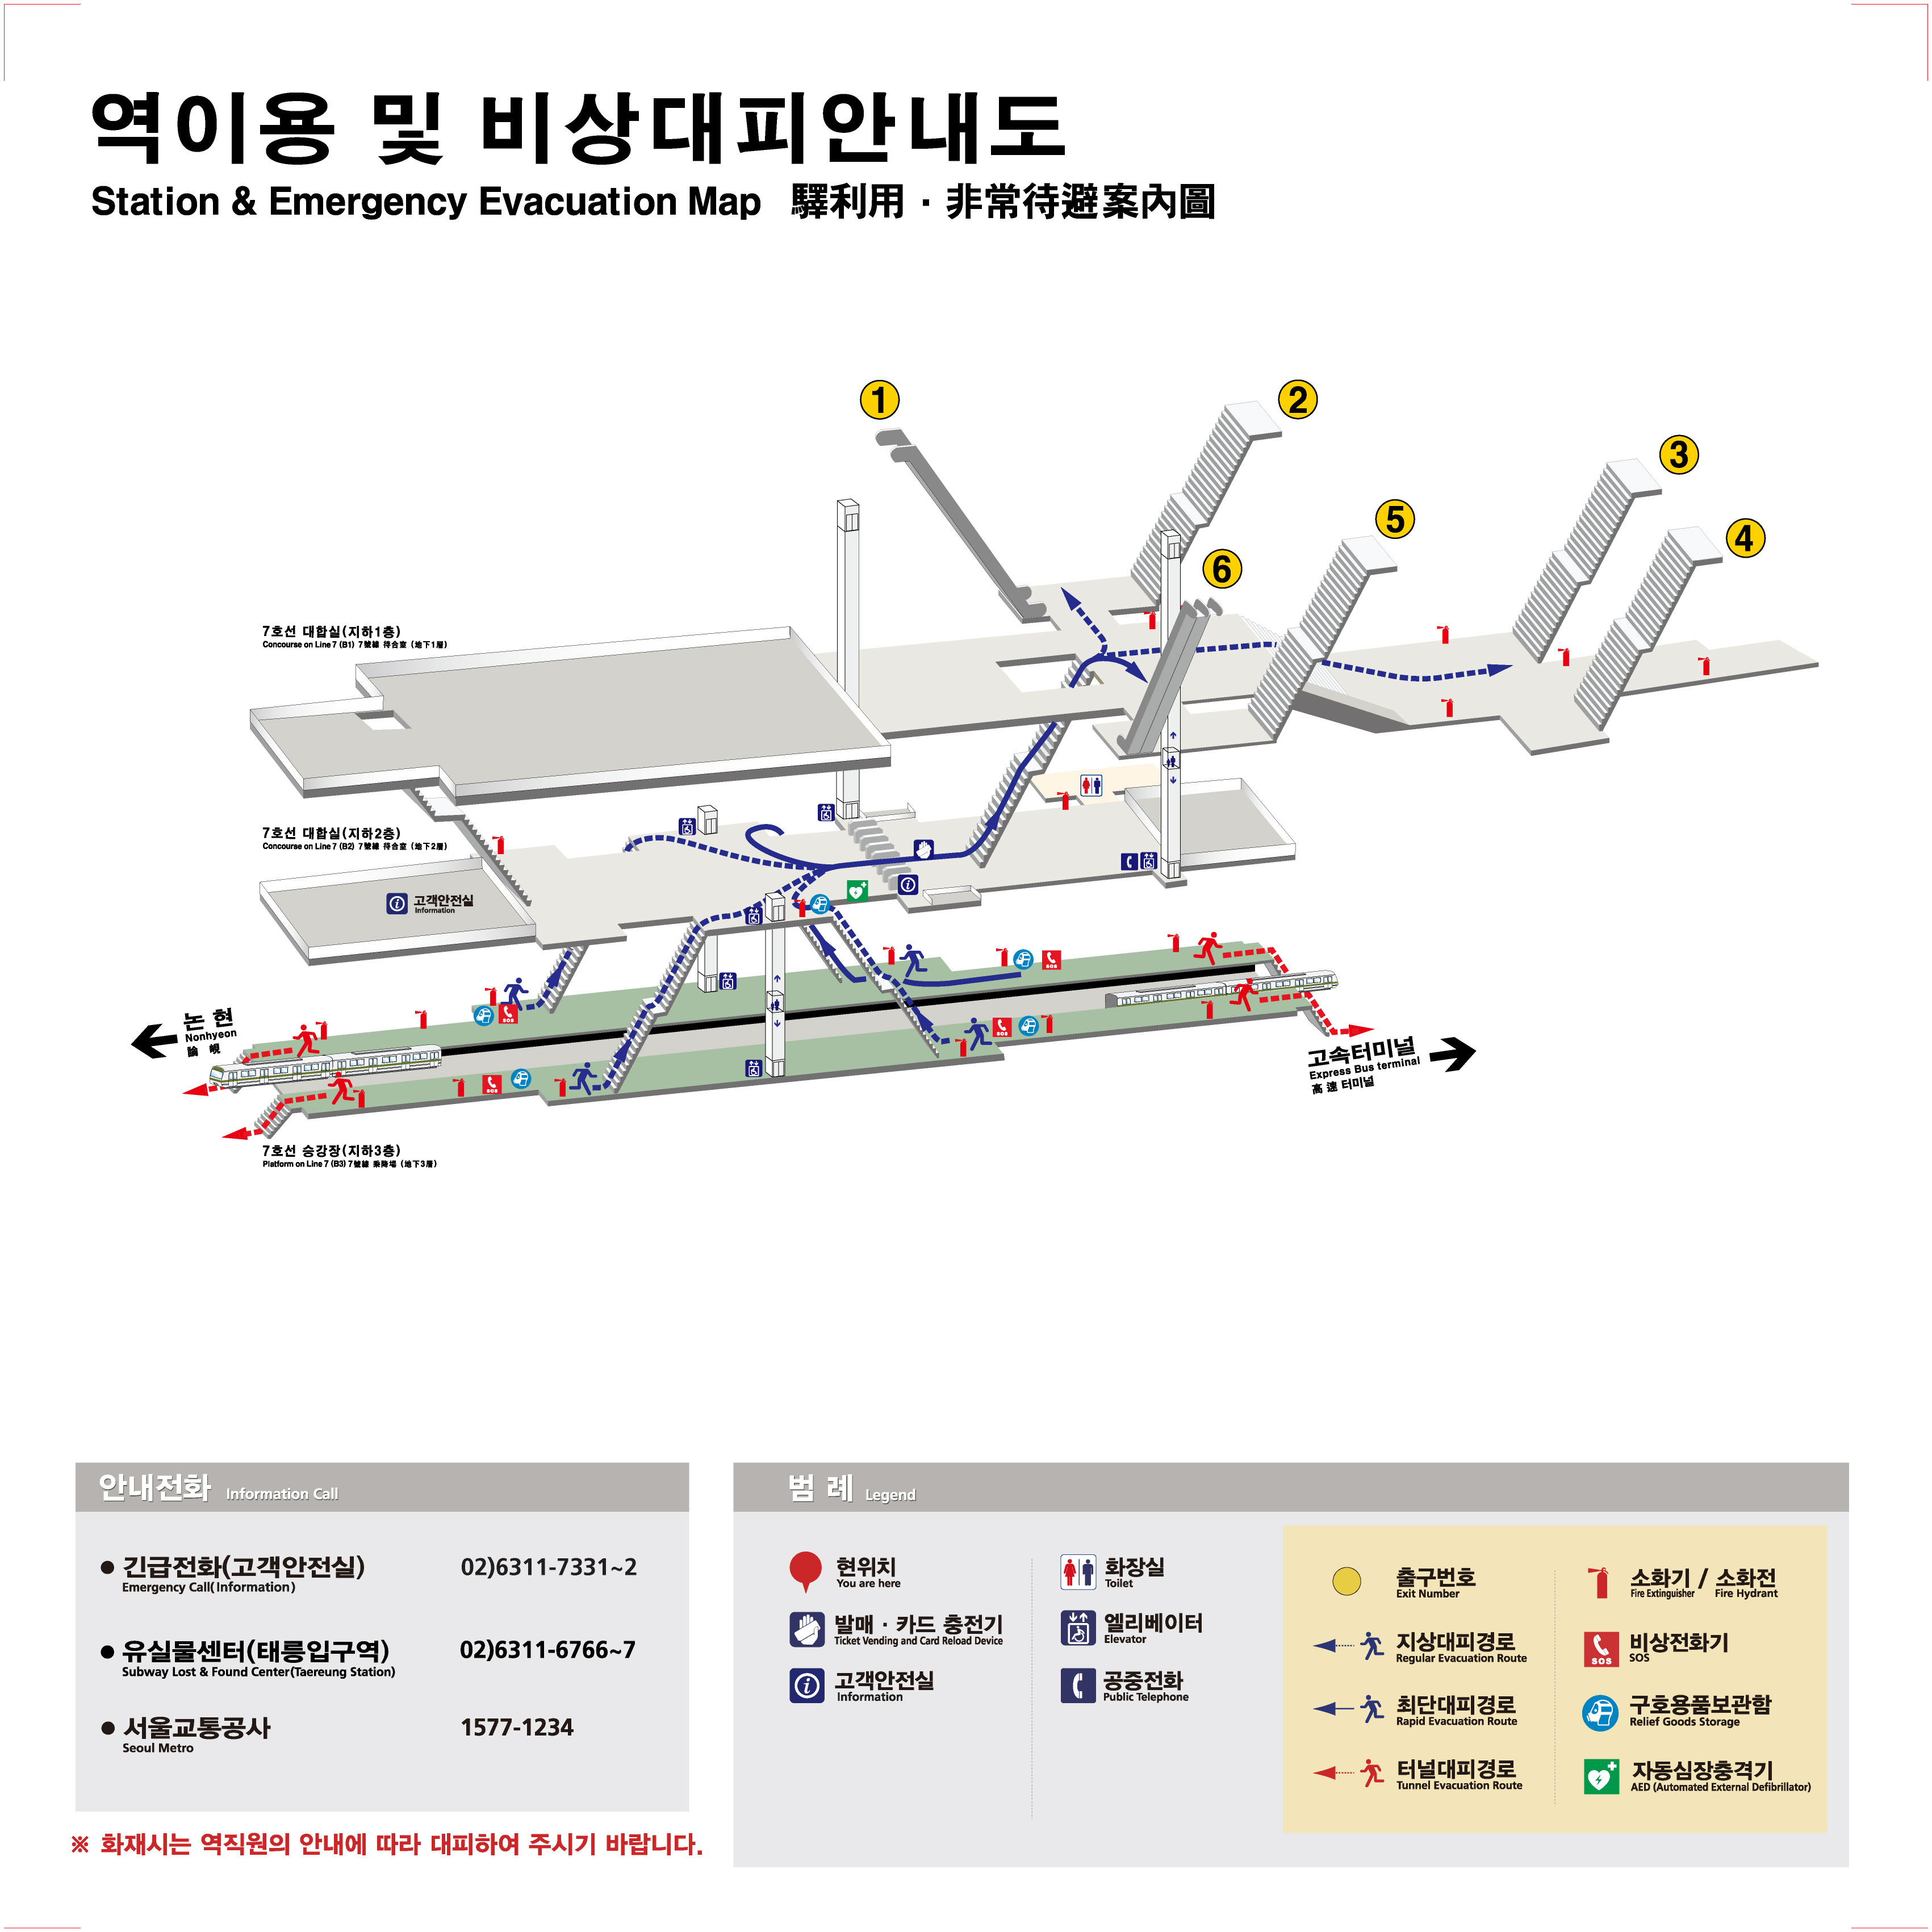 역이용 및 비상대피안내도
Station & Emergency Evacuation Map 驛利用 · 非常待避案內圖
1
2
3
4
5
6
7호선 대합실(지하1층)
Concourse on Line 7 (B1) 7號線 待合室 (地下1層)
7호선 대합실(지하2층)
Concourse on Line 7 (B2) 7號線 待合室 (地下2層)
고객안전실
Information
SOS
SOS
SOS
SOS
논 현
Nonhyeon
論 峴
고속터미널
Express Bus terminal
高速 터미널
7호선 승강장(지하3층)
Platform on Line 7 (B3) 7號線 乘降場 (地下3層)
안내전화 Information Call
● 긴급전화(고객안전실) 02)6311-7331~2
Emergency Call(Information)
● 유실물센터(태릉입구역) 02)6311-6766~7
Subway Lost & Found Center(Taereung Station)
● 서울교통공사 1577-1234
Seoul Metro
※ 화재시는 역직원의 안내에 따라 대피하여 주시기 바랍니다.
범 례 Legend
현위치
You are here
발매 · 카드 충전기
Ticket Vending and Card Reload Device
고객안전실
Information
화장실
Toilet
엘리베이터
Elevator
공중전화
Public Telephone
출구번호
Exit Number
지상대피경로
Regular Evacuation Route
최단대피경로
Rapid Evacuation Route
터널대피경로
Tunnel Evacuation Route
소화기 / 소화전
Fire Extinguisher Fire Hydrant
SOS
비상전화기
SOS
구호용품보관함
Relief Goods Storage
자동심장충격기
AED (Automated External Defibrillator)